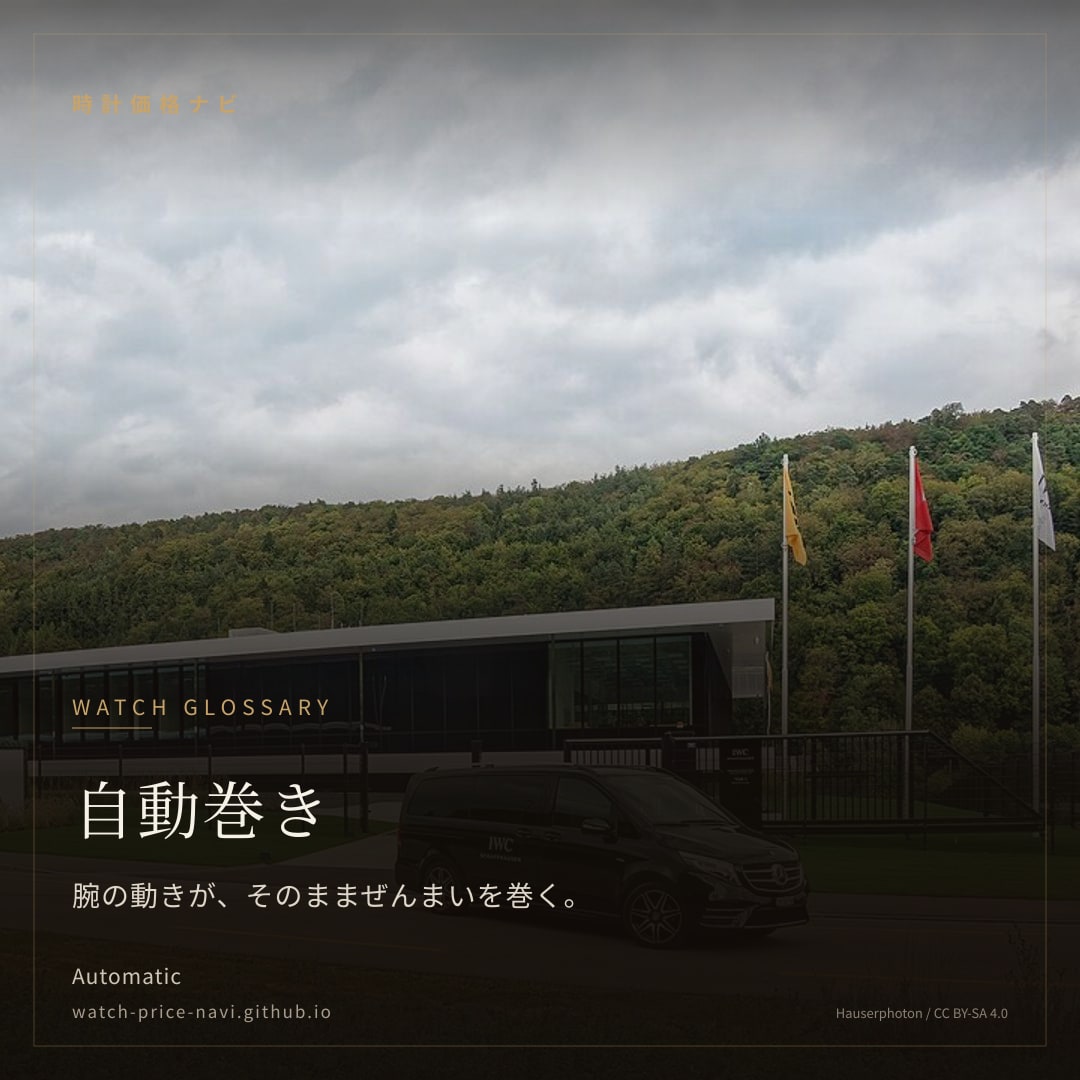 時計価格ナビ
WATCH GLOSSARY
自動巻き
腕の動きが、そのままぜんまいを巻く。
Automatic
watch-price-navi.github.io
Hauserphoton / CC BY-SA 4.0
IWC
IWC
SCHAFFHAUSEN